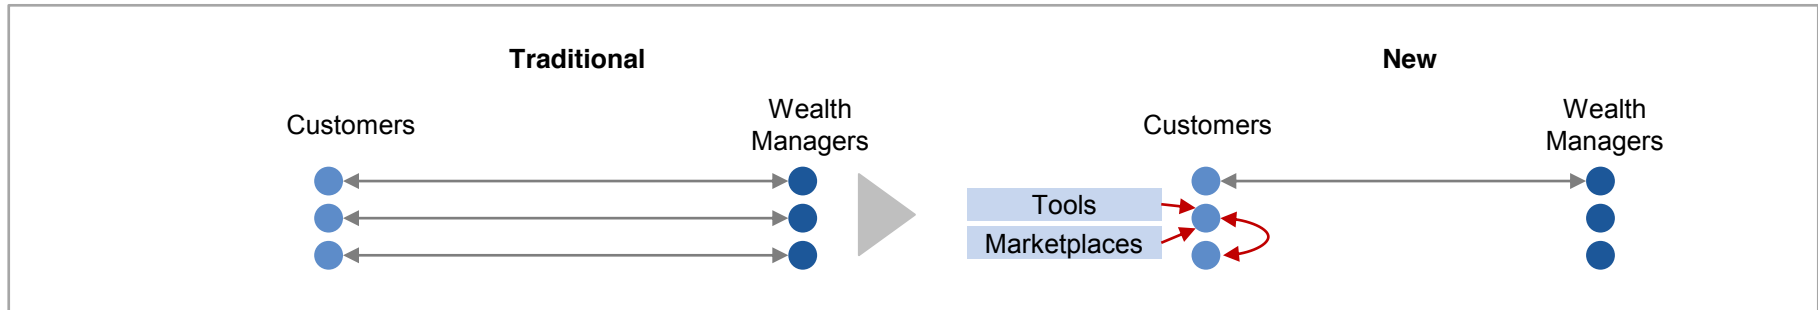 Traditional
Customers
Wealth
Managers
New
Customers
Wealth
Managers
Tools
Marketplaces